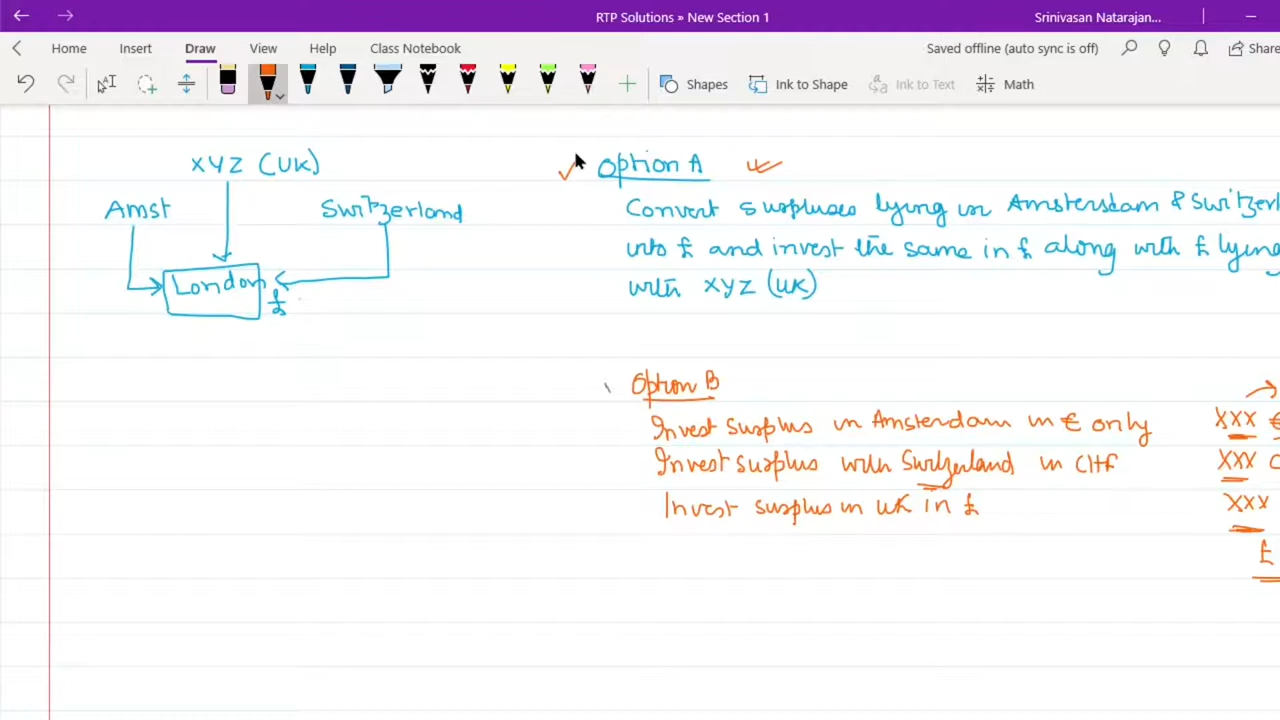 RTP Solutions » New Section 1
Srinivasan Natarajan...
Home Insert Draw View Help Class Notebook
Saved offline (auto sync is off)
Share
Shapes Ink to Shape Ink to Text Math
XYZ (UK)
Amst
Switzerland
London
£
Option A
Convert surpluses lying in Amsterdam & Switzerl
into £ and invest the same in £ along with £ lying
with XYZ (UK)
Option B
Invest surplus in Amsterdam in € only XXX €
Invest surplus with Switzerland in CHF XXX C
Invest surplus in UK in £ XXX
£